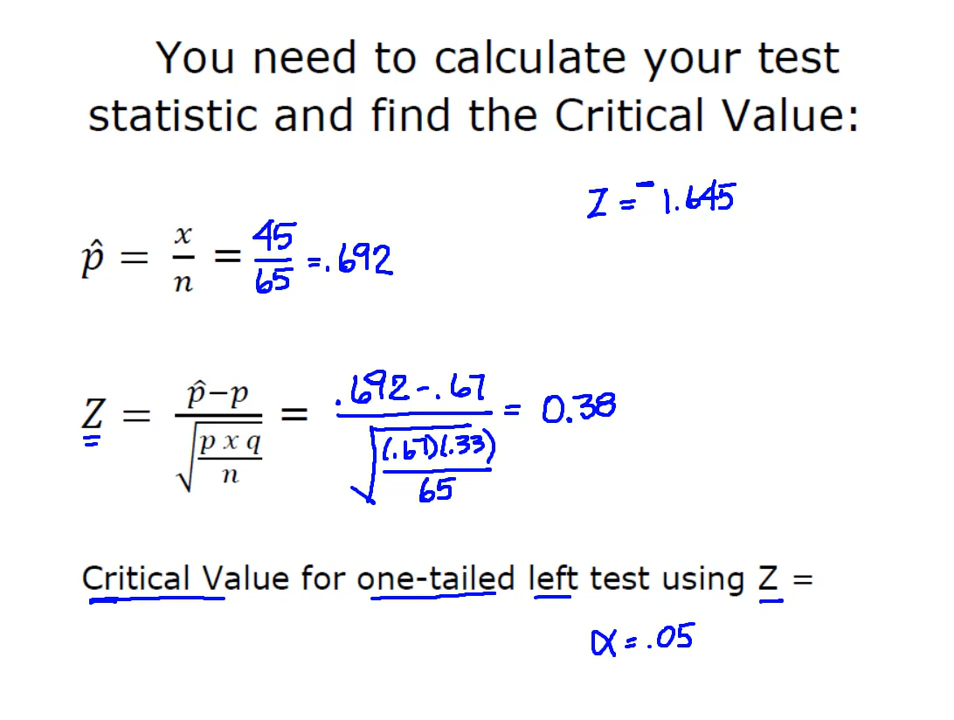 You need to calculate your test
statistic and find the Critical Value:
Z = -1.645
p̂ = x/n = 45/65 = .692
Z = (p̂−p)/√((p x q)/n) = (.692 - .67)/√((.67)(.33)/65) = 0.38
Critical Value for one-tailed left test using Z =
α = .05